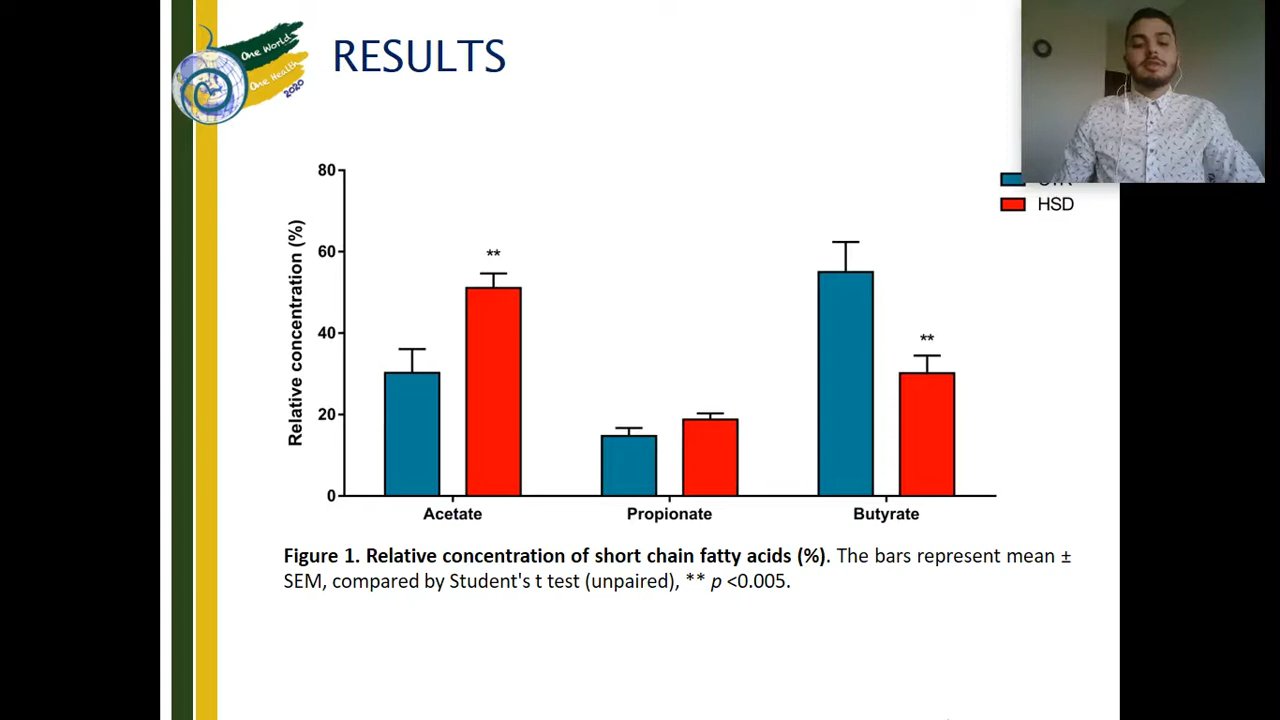 One World
One Health
2020
RESULTS
80
60
40
20
0
Relative concentration (%)
**
**
HSD
Acetate
Propionate
Butyrate
Figure 1. Relative concentration of short chain fatty acids (%). The bars represent mean ±
SEM, compared by Student's t test (unpaired), ** p <0.005.